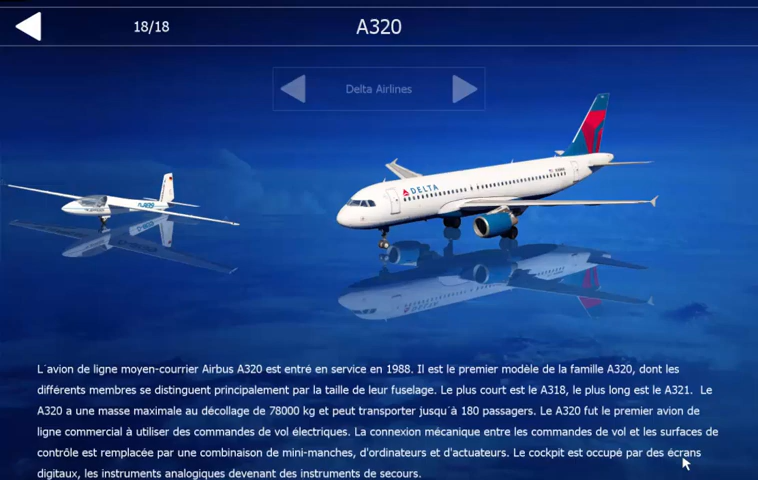 18/18
A320
Delta Airlines
DELTA
L´avion de ligne moyen-courrier Airbus A320 est entré en service en 1988. Il est le premier modèle de la famille A320, dont les
différents membres se distinguent principalement par la taille de leur fuselage. Le plus court est le A318, le plus long est le A321. Le
A320 a une masse maximale au décollage de 78000 kg et peut transporter jusqu´à 180 passagers. Le A320 fut le premier avion de
ligne commercial à utiliser des commandes de vol électriques. La connexion mécanique entre les commandes de vol et les surfaces de
contrôle est remplacée par une combinaison de mini-manches, d'ordinateurs et d'actuateurs. Le cockpit est occupé par des écrans
digitaux, les instruments analogiques devenant des instruments de secours.